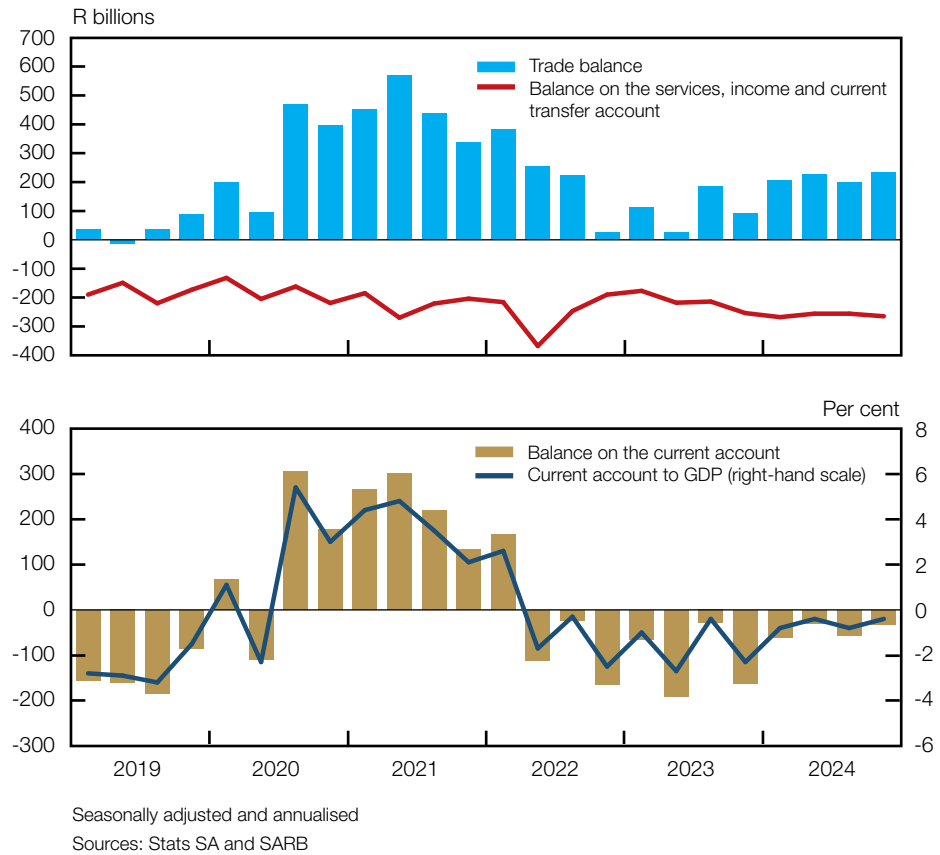 R billions
700
600
500
400
300
200
100
0
-100
-200
-300
-400
Trade balance
Balance on the services, income and current
transfer account
Per cent
400
300
200
100
0
-100
-200
-300
8
6
4
2
0
-2
-4
-6
Balance on the current account
Current account to GDP (right-hand scale)
2019 2020 2021 2022 2023 2024
Seasonally adjusted and annualised
Sources: Stats SA and SARB